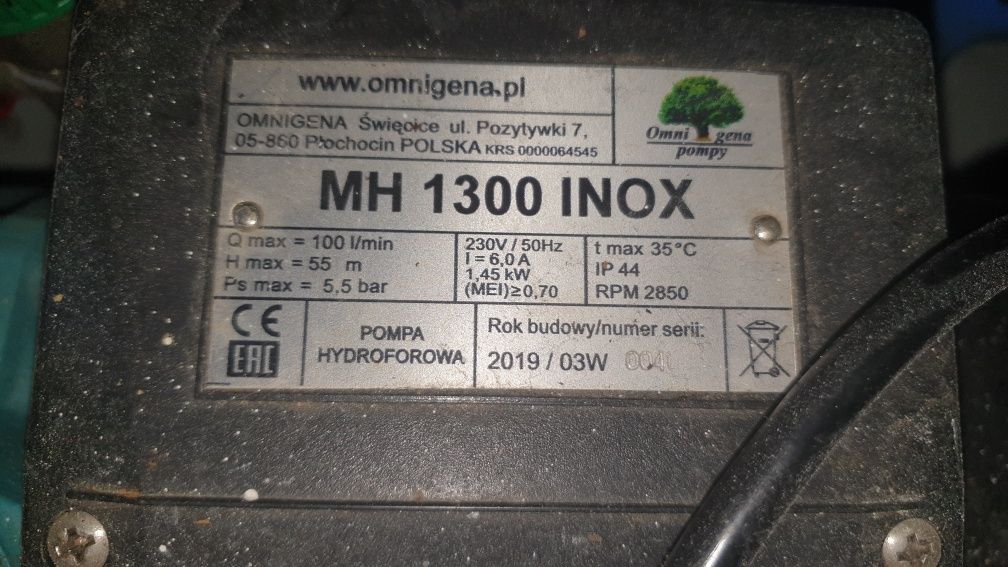 www.omnigena.pl
OMNIGENA Święcice ul. Pozytywki 7,
05-860 Płochocin POLSKA KRS 0000064545
Omni gena
pompy
MH 1300 INOX
Q max = 100 l/min
H max = 55 m
Ps max = 5,5 bar
230V / 50Hz
I = 6,0 A
1,45 kW
(MEI)≥0,70
t max 35°C
IP 44
RPM 2850
CE
EAC
POMPA
HYDROFOROWA
Rok budowy/numer serii:
2019 / 03W